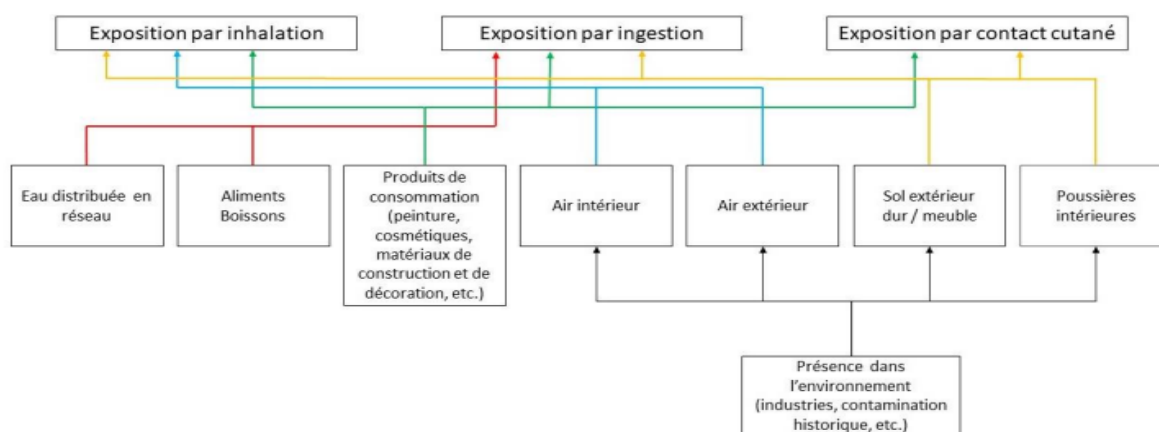 Exposition par inhalation
Exposition par ingestion
Exposition par contact cutané
Eau distribuée en
réseau
Aliments
Boissons
Produits de
consommation
(peinture,
cosmétiques,
matériaux de
construction et de
décoration, etc.)
Air intérieur
Air extérieur
Sol extérieur
dur / meuble
Poussières
intérieures
Présence dans
l'environnement
(industries, contamination
historique, etc.)